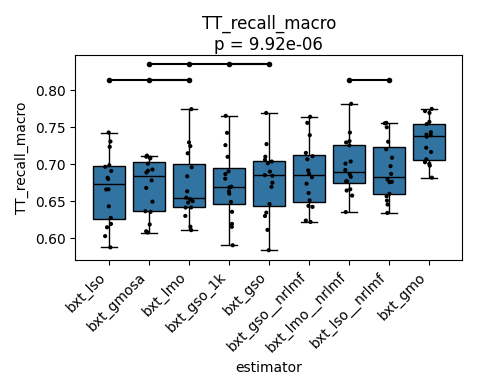 TT_recall_macro
p = 9.92e-06
TT_recall_macro
0.80
0.75
0.70
0.65
0.60
bxt_lso
bxt_gmosa
bxt_lmo
bxt_gso_1k
bxt_gso
bxt_gso__nrlmf
bxt_lmo__nrlmf
bxt_lso__nrlmf
bxt_gmo
estimator